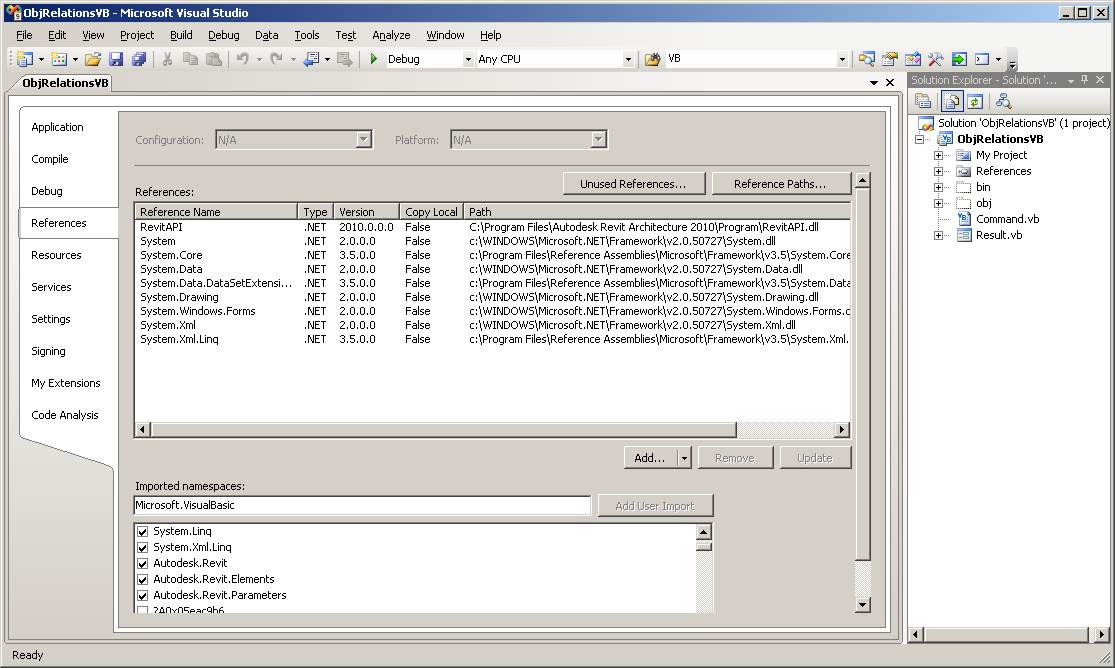 ObjRelationsVB - Microsoft Visual Studio
File Edit View Project Build Debug Data Tools Test Analyze Window Help
Debug Any CPU VB
ObjRelationsVB
Application
Compile
Debug
References
Resources
Services
Settings
Signing
My Extensions
Code Analysis
Configuration: N/A Platform: N/A
References: Unused References... Reference Paths...
Reference Name Type Version Copy Local Path
RevitAPI .NET 2010.0.0.0 False C:\Program Files\Autodesk Revit Architecture 2010\Program\RevitAPI.dll
System .NET 2.0.0.0 False c:\WINDOWS\Microsoft.NET\Framework\v2.0.50727\System.dll
System.Core .NET 3.5.0.0 False c:\Program Files\Reference Assemblies\Microsoft\Framework\v3.5\System.Core
System.Data .NET 2.0.0.0 False c:\WINDOWS\Microsoft.NET\Framework\v2.0.50727\System.Data.dll
System.Data.DataSetExtensi... .NET 3.5.0.0 False c:\Program Files\Reference Assemblies\Microsoft\Framework\v3.5\System.Data
System.Drawing .NET 2.0.0.0 False c:\WINDOWS\Microsoft.NET\Framework\v2.0.50727\System.Drawing.dll
System.Windows.Forms .NET 2.0.0.0 False c:\WINDOWS\Microsoft.NET\Framework\v2.0.50727\System.Windows.Forms.d
System.Xml .NET 2.0.0.0 False c:\WINDOWS\Microsoft.NET\Framework\v2.0.50727\System.Xml.dll
System.Xml.Linq .NET 3.5.0.0 False c:\Program Files\Reference Assemblies\Microsoft\Framework\v3.5\System.Xml.
Add... Remove Update
Imported namespaces:
Microsoft.VisualBasic Add User Import
System.Linq
System.Xml.Linq
Autodesk.Revit
Autodesk.Revit.Elements
Autodesk.Revit.Parameters
?A0x05eac9b6
Solution Explorer - Solution '...
Solution 'ObjRelationsVB' (1 project)
ObjRelationsVB
My Project
References
bin
obj
Command.vb
Result.vb
Ready